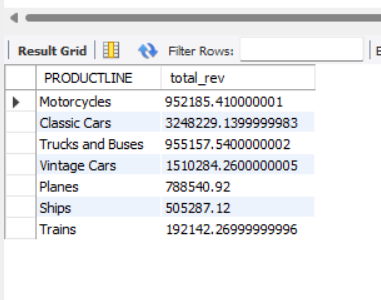 Result Grid Filter Rows:
PRODUCTLINE total_rev
Motorcycles 952185.410000001
Classic Cars 3248229.1399999983
Trucks and Buses 955157.5400000002
Vintage Cars 1510284.2600000005
Planes 788540.92
Ships 505287.12
Trains 192142.26999999996